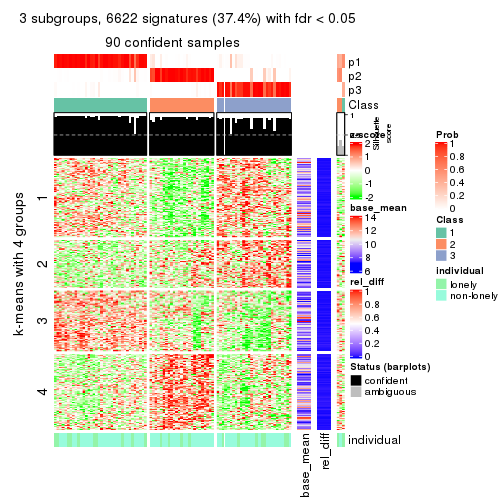 3 subgroups, 6622 signatures (37.4%) with fdr < 0.05
90 confident samples
p1
p2
p3
Class
1
Silhouette
score
z-score
2
1
0
-1
-2
base_mean
14
12
10
8
6
rel_diff
1
0.8
0.6
0.4
0.2
0
Status (barplots)
confident
ambiguous
Prob
1
0.8
0.6
0.4
0.2
0
Class
1
2
3
individual
lonely
non-lonely
k-means with 4 groups
1
2
3
4
individual
base_mean
rel_diff